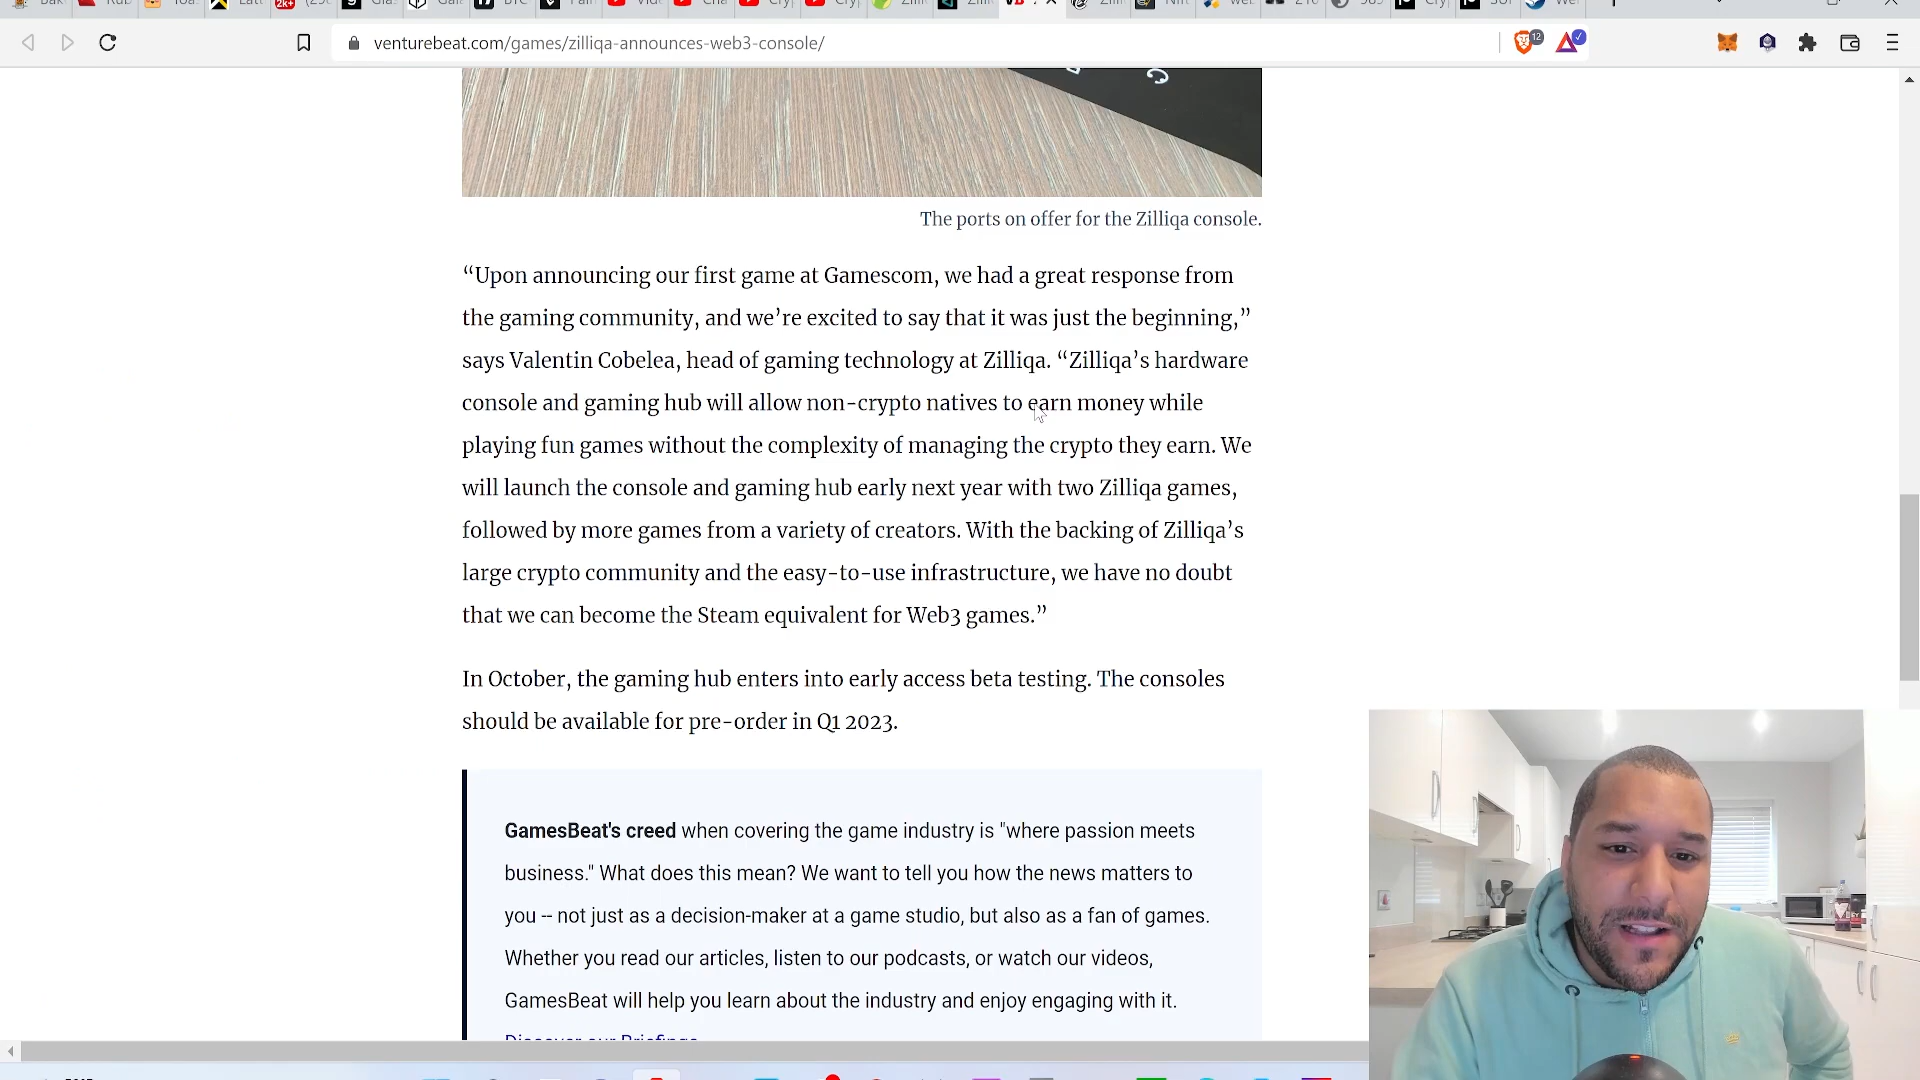 2k+
venturebeat.com/games/zilliqa-announces-web3-console/
12
The ports on offer for the Zilliqa console.
“Upon announcing our first game at Gamescom, we had a great response from
the gaming community, and we’re excited to say that it was just the beginning,”
says Valentin Cobelea, head of gaming technology at Zilliqa. “Zilliqa’s hardware
console and gaming hub will allow non-crypto natives to earn money while
playing fun games without the complexity of managing the crypto they earn. We
will launch the console and gaming hub early next year with two Zilliqa games,
followed by more games from a variety of creators. With the backing of Zilliqa’s
large crypto community and the easy-to-use infrastructure, we have no doubt
that we can become the Steam equivalent for Web3 games.”
In October, the gaming hub enters into early access beta testing. The consoles
should be available for pre-order in Q1 2023.
GamesBeat's creed when covering the game industry is "where passion meets
business." What does this mean? We want to tell you how the news matters to
you -- not just as a decision-maker at a game studio, but also as a fan of games.
Whether you read our articles, listen to our podcasts, or watch our videos,
GamesBeat will help you learn about the industry and enjoy engaging with it.
Discover our Briefings.